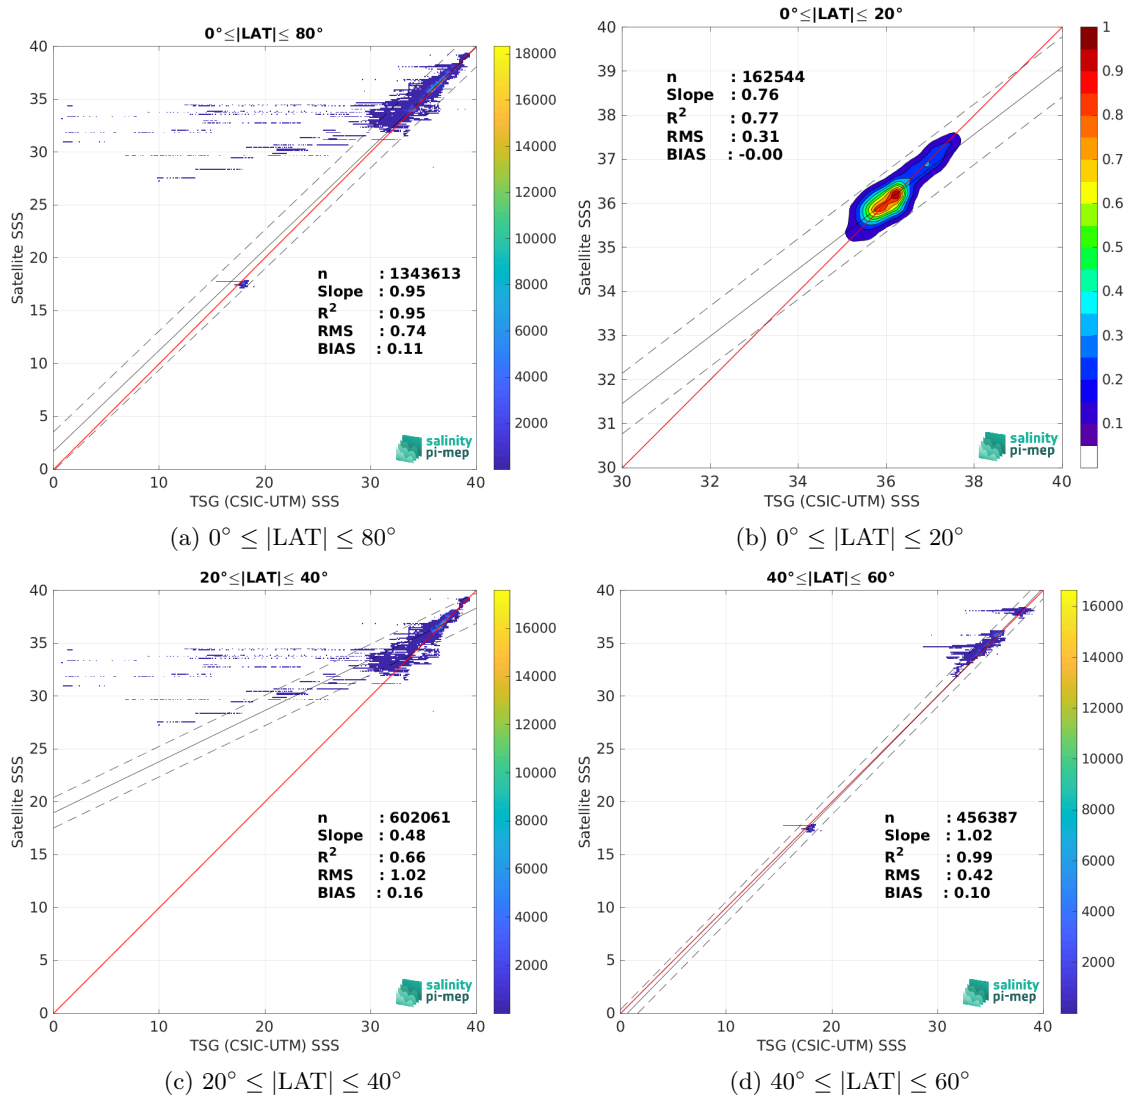 0°≤|LAT|≤ 80°
40
35
30
25
20
15
10
5
0
Satellite SSS
n : 1343613
Slope : 0.95
R² : 0.95
RMS : 0.74
BIAS : 0.11
salinity
pi-mep
0 10 20 30 40
TSG (CSIC-UTM) SSS
18000
16000
14000
12000
10000
8000
6000
4000
2000
(a) 0° ≤ |LAT| ≤ 80°
0°≤|LAT|≤ 20°
40
39
38
37
36
35
34
33
32
31
30
Satellite SSS
n : 162544
Slope : 0.76
R² : 0.77
RMS : 0.31
BIAS : -0.00
salinity
pi-mep
30 32 34 36 38 40
TSG (CSIC-UTM) SSS
1
0.9
0.8
0.7
0.6
0.5
0.4
0.3
0.2
0.1
(b) 0° ≤ |LAT| ≤ 20°
20°≤|LAT|≤ 40°
40
35
30
25
20
15
10
5
0
Satellite SSS
n : 602061
Slope : 0.48
R² : 0.66
RMS : 1.02
BIAS : 0.16
salinity
pi-mep
0 10 20 30 40
TSG (CSIC-UTM) SSS
16000
14000
12000
10000
8000
6000
4000
2000
(c) 20° ≤ |LAT| ≤ 40°
40°≤|LAT|≤ 60°
40
35
30
25
20
15
10
5
0
Satellite SSS
n : 456387
Slope : 1.02
R² : 0.99
RMS : 0.42
BIAS : 0.10
salinity
pi-mep
0 10 20 30 40
TSG (CSIC-UTM) SSS
16000
14000
12000
10000
8000
6000
4000
2000
(d) 40° ≤ |LAT| ≤ 60°